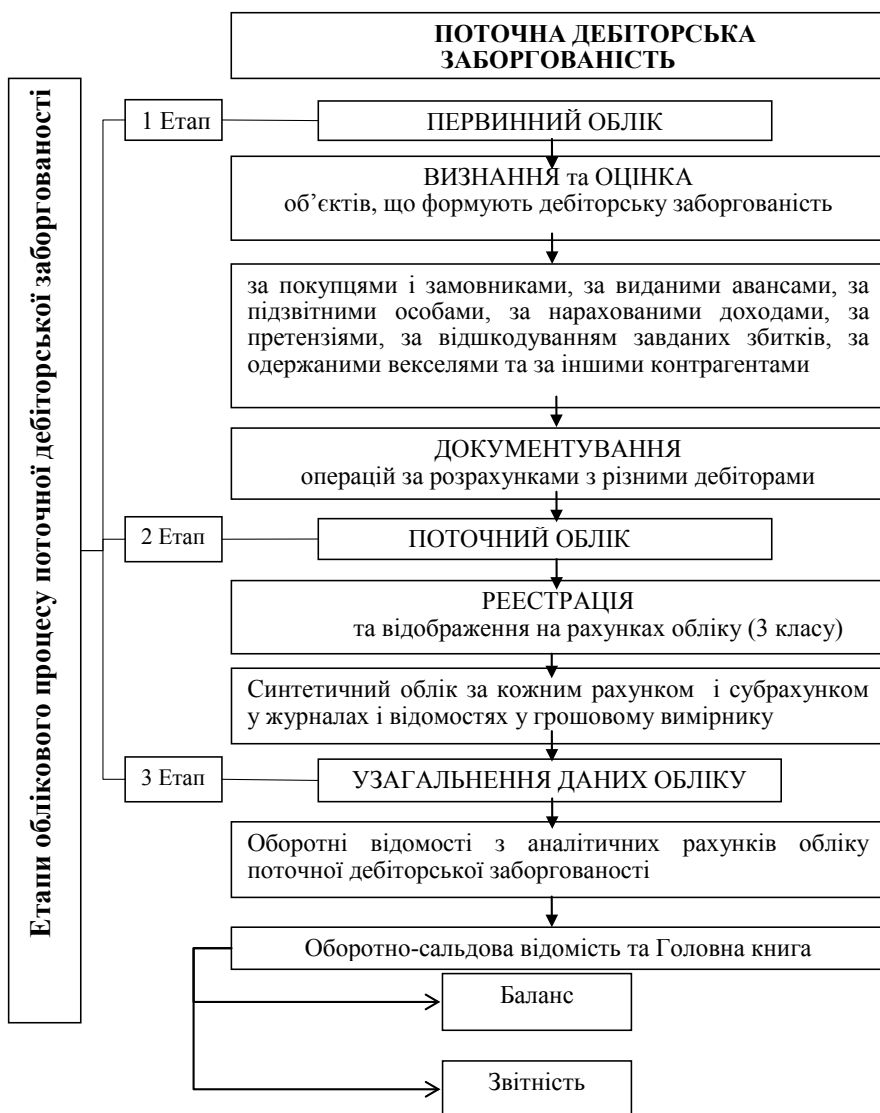 ПОТОЧНА ДЕБІТОРСЬКА
ЗАБОРГОВАНІСТЬ
Етапи облікового процесу поточної дебіторської заборгованості
1 Етап
ПЕРВИННИЙ ОБЛІК
ВИЗНАННЯ та ОЦІНКА
об’єктів, що формують дебіторську заборгованість
за покупцями і замовниками, за виданими авансами, за
підзвітними особами, за нарахованими доходами, за
претензіями, за відшкодуванням завданих збитків, за
одержаними векселями та за іншими контрагентами
ДОКУМЕНТУВАННЯ
операцій за розрахунками з різними дебіторами
2 Етап
ПОТОЧНИЙ ОБЛІК
РЕЕСТРАЦІЯ
та відображення на рахунках обліку (3 класу)
Синтетичний облік за кожним рахунком і субрахунком
у журналах і відомостях у грошовому вимірнику
3 Етап
УЗАГАЛЬНЕННЯ ДАНИХ ОБЛІКУ
Оборотні відомості з аналітичних рахунків обліку
поточної дебіторської заборгованості
Оборотно-сальдова відомість та Головна книга
Баланс
Звітність